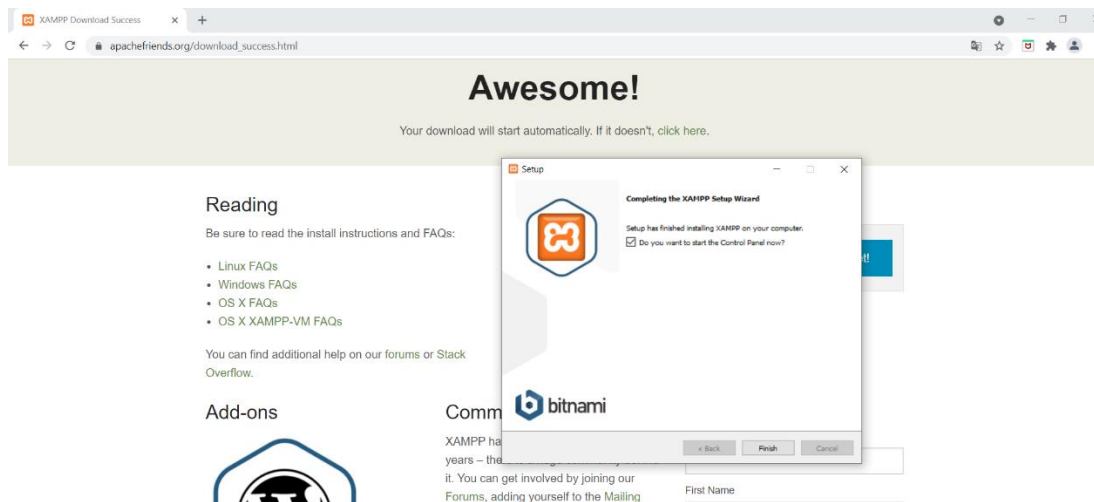 XAMPP Download Success
apachefriends.org/download_success.html
Awesome!
Your download will start automatically. If it doesn't, click here.
Setup
Completing the XAMPP Setup Wizard
Setup has finished installing XAMPP on your computer.
Do you want to start the Control Panel now?
bitnami
< Back
Finish
Cancel
Reading
Be sure to read the install instructions and FAQs:
Linux FAQs
Windows FAQs
OS X FAQs
OS X XAMPP-VM FAQs
You can find additional help on our forums or Stack
Overflow.
Add-ons
Comm
XAMPP ha
years – the
it. You can get involved by joining our
Forums, adding yourself to the Mailing
First Name